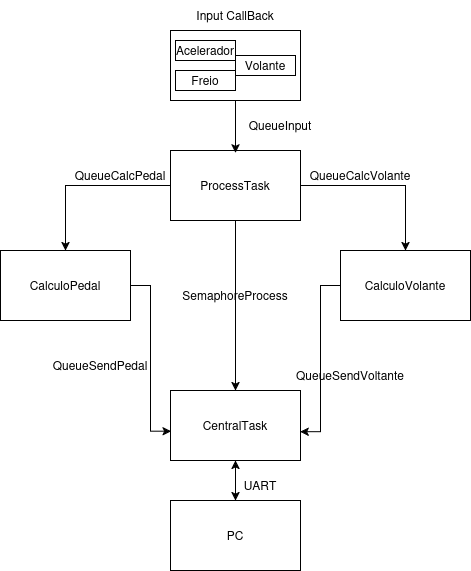 Input CallBack
Acelerador
Volante
Freio
QueueInput
QueueCalcPedal
ProcessTask
QueueCalcVolante
CalculoPedal
CalculoVolante
SemaphoreProcess
QueueSendPedal
QueueSendVoltante
CentralTask
UART
PC